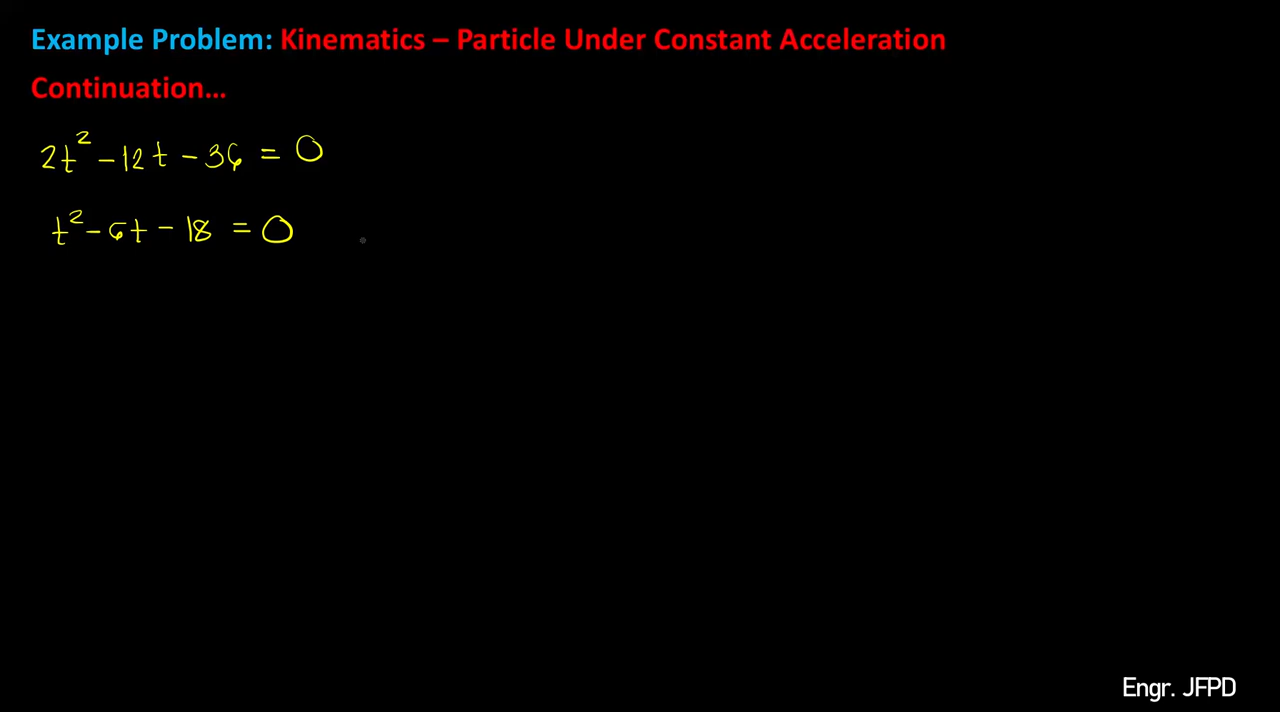 Example Problem: Kinematics – Particle Under Constant Acceleration
Continuation...
2t² - 12t - 36 = 0
t² - 6t - 18 = 0
Engr. JFPD